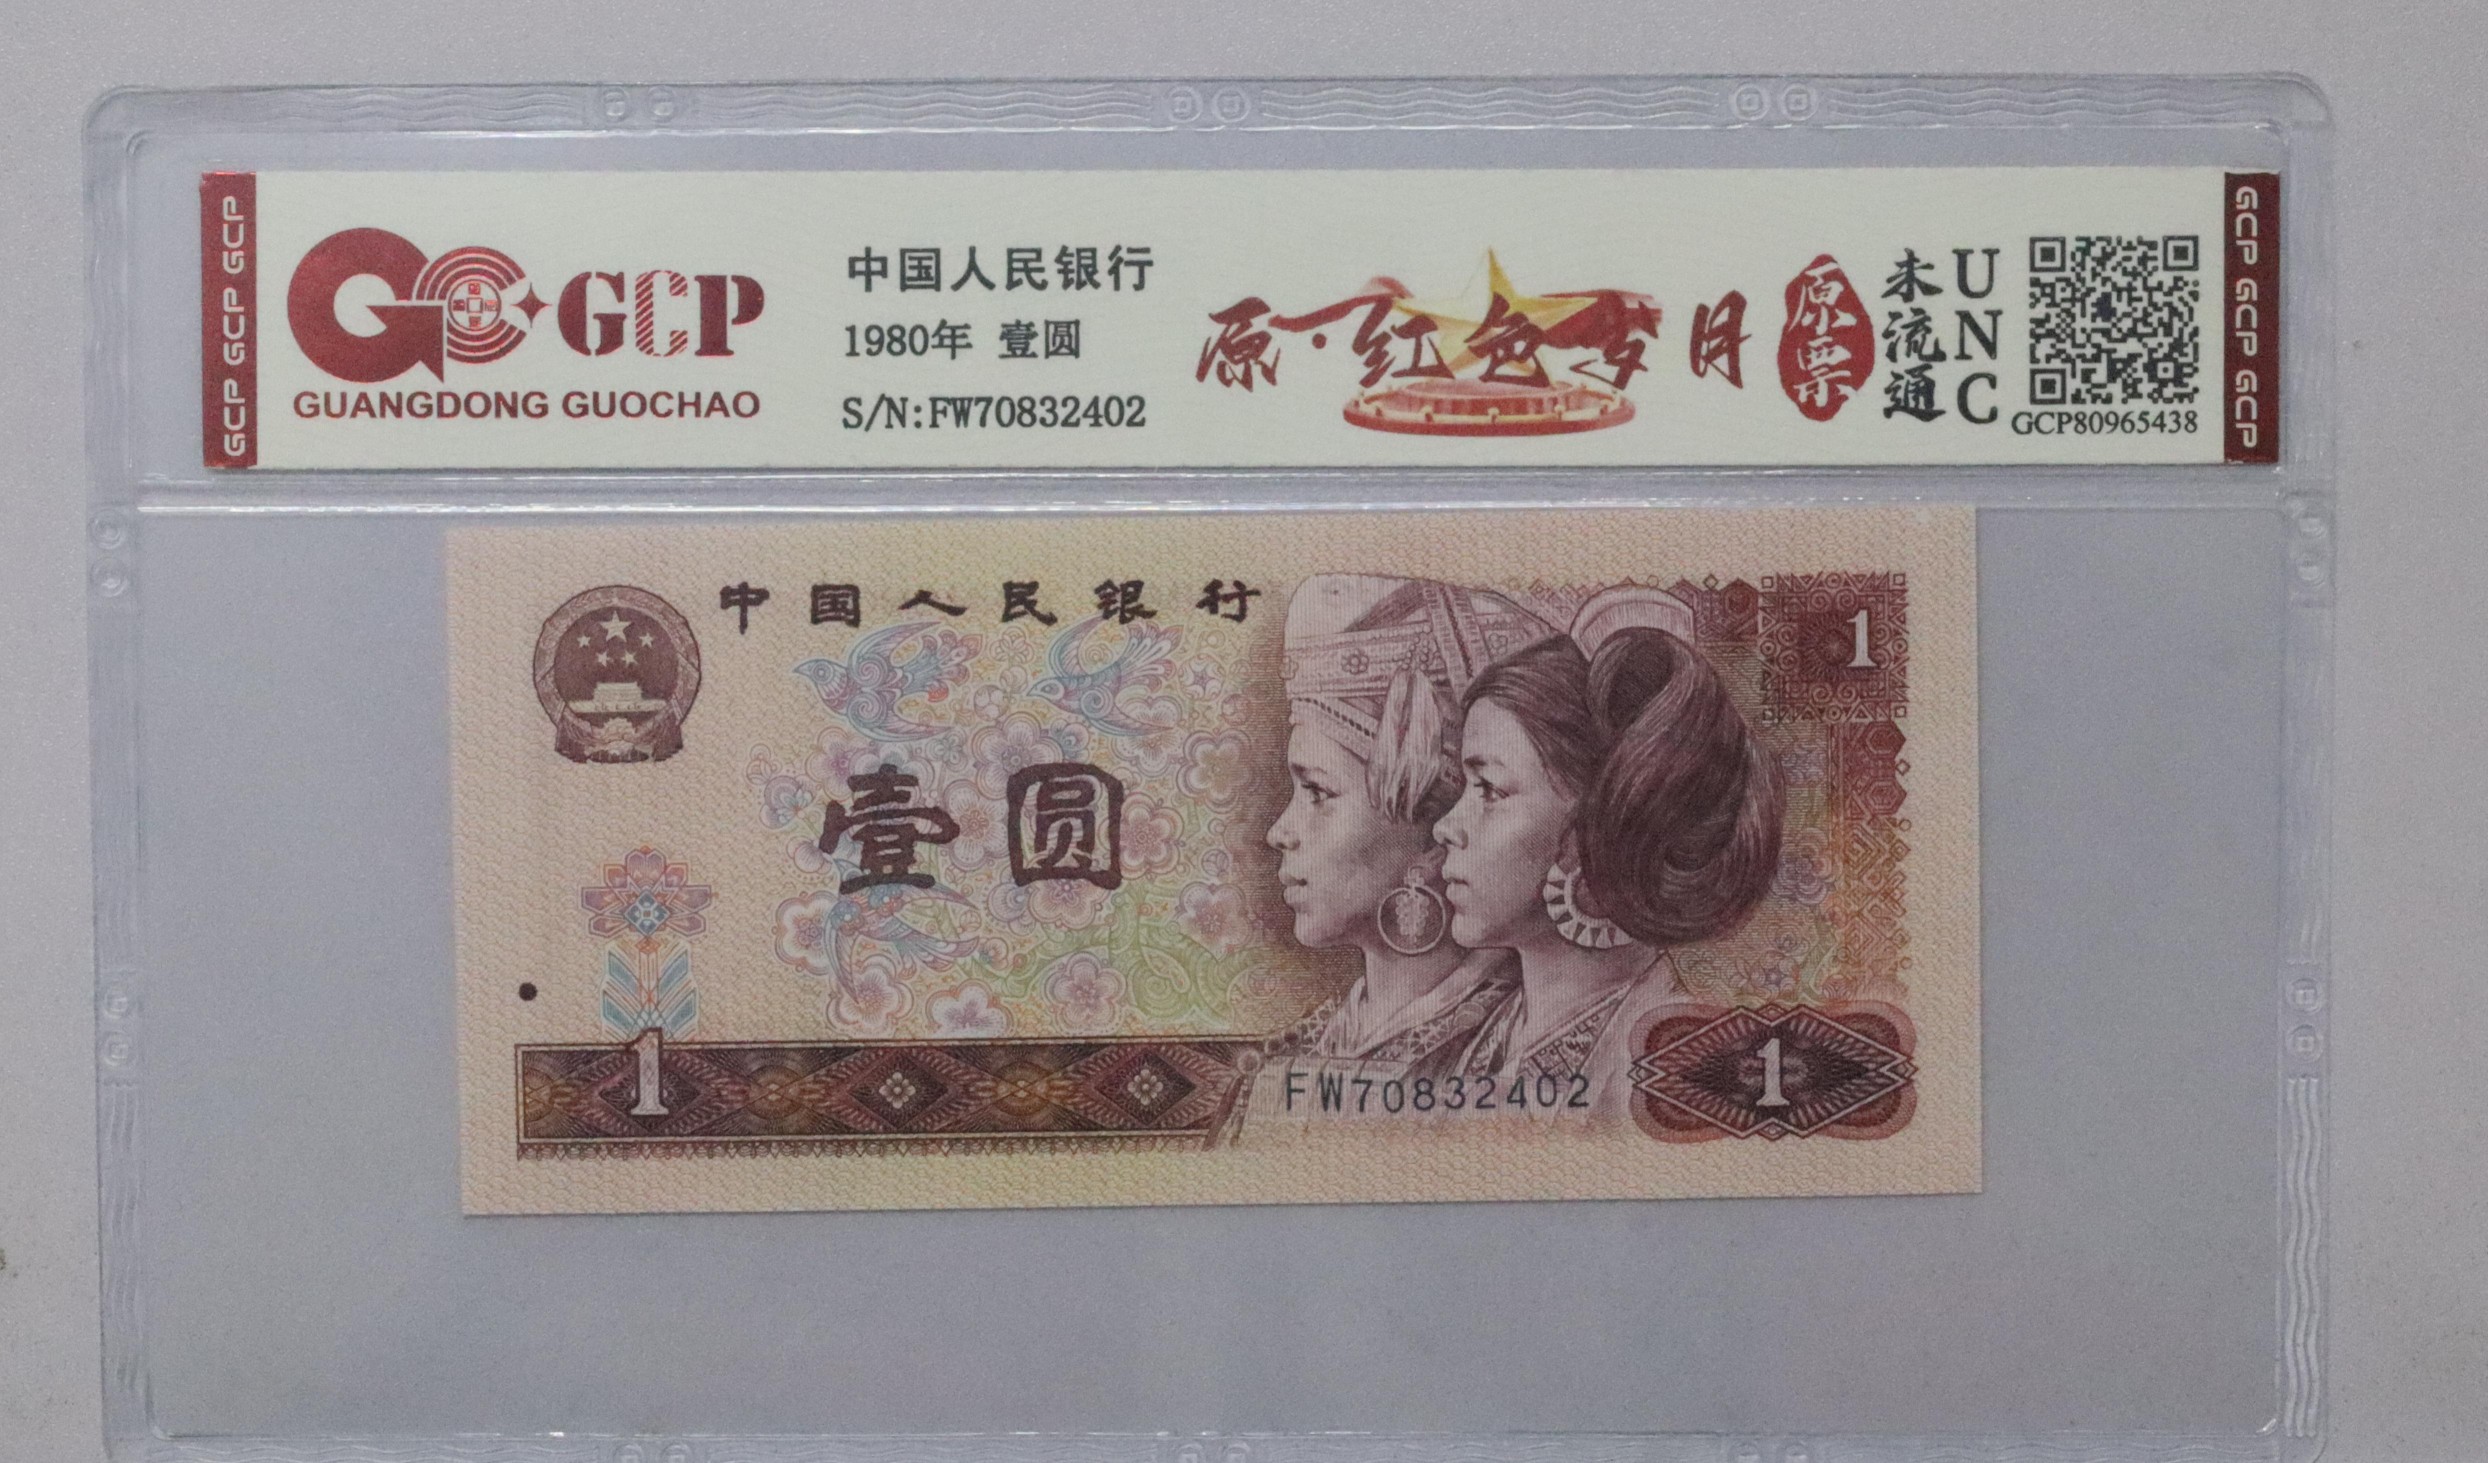 GCP GCP GCP
GCP
GUANGDONG GUOCHAO
中国人民银行
1980年 壹圆
S/N:FW70832402
原·红色岁月
原票
未流通
UNC
GCP80965438
GCP GCP GCP
中国人民银行
1
壹圆
1
FW70832402
1